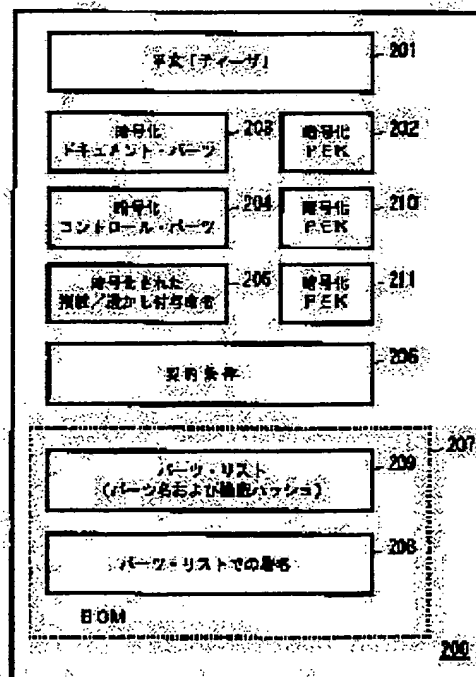 平文「ティーザ」 201
暗号化 203 暗号化 202
ドキュメント・パーツ PEK
暗号化 204 暗号化 210
コントロール・パーツ PEK
暗号化された 205 暗号化 211
指紋／透かし付与命令 PEK
契約条件 206
207
パーツ・リスト 209
(パーツ名および機密ハッシュ)
パーツ・リストでの署名 208
BOM
200